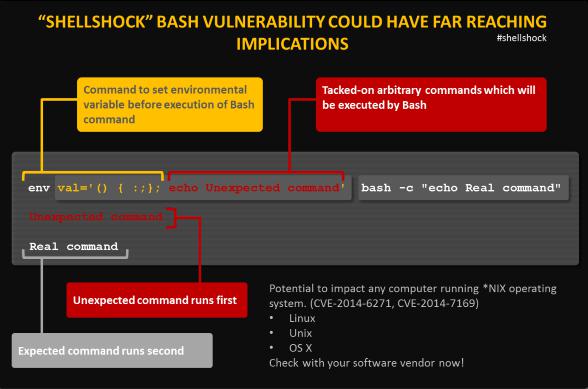 “SHELLSHOCK” BASH VULNERABILITY COULD HAVE FAR REACHING
IMPLICATIONS
#shellshock
Command to set environmental
variable before execution of Bash
command
Tacked-on arbitrary commands which will
be executed by Bash
env val='() { :;}; echo Unexpected command' bash -c "echo Real command"
Unexpected command
Real command
Unexpected command runs first
Expected command runs second
Potential to impact any computer running *NIX operating
system. (CVE-2014-6271, CVE-2014-7169)
• Linux
• Unix
• OS X
Check with your software vendor now!